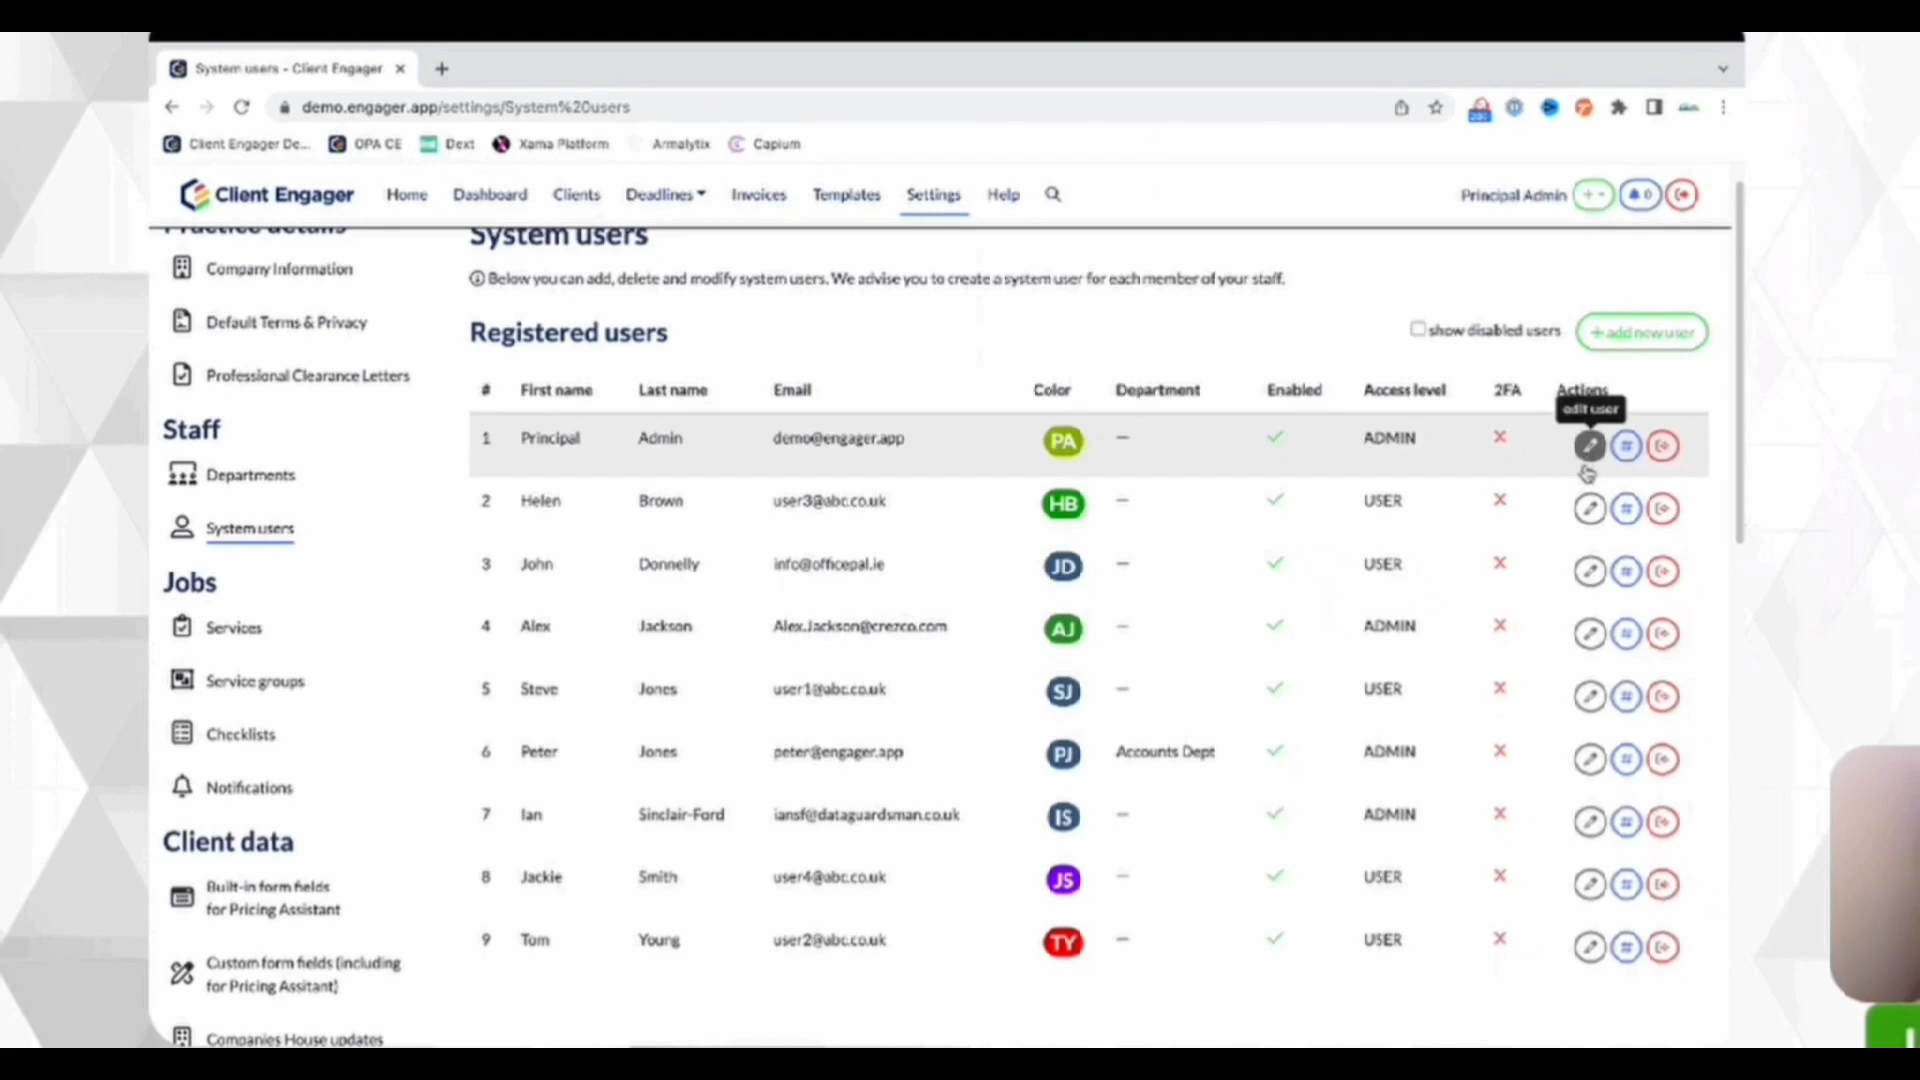 System users - Client Engager
demo.engager.app/settings/System%20users
Client Engager De... OPA CE Dext Xama Platform Armalytix Capium
Client Engager Home Dashboard Clients Deadlines Invoices Templates Settings Help Principal Admin 0
Practice details
Company Information
Default Terms & Privacy
Professional Clearance Letters
Staff
Departments
System users
Jobs
Services
Service groups
Checklists
Notifications
Client data
Built-in form fields
for Pricing Assistant
Custom form fields (including
for Pricing Assitant)
Companies House updates
System users
Below you can add, delete and modify system users. We advise you to create a system user for each member of your staff.
Registered users show disabled users + add new user
# First name Last name Email Color Department Enabled Access level 2FA Actions
edit user
1 Principal Admin demo@engager.app PA — ADMIN
2 Helen Brown user3@abc.co.uk HB — USER
3 John Donnelly info@officepal.ie JD — USER
4 Alex Jackson Alex.Jackson@crezco.com AJ — ADMIN
5 Steve Jones user1@abc.co.uk SJ — USER
6 Peter Jones peter@engager.app PJ Accounts Dept ADMIN
7 Ian Sinclair-Ford iansf@dataguardsman.co.uk IS — ADMIN
8 Jackie Smith user4@abc.co.uk JS — USER
9 Tom Young user2@abc.co.uk TY — USER